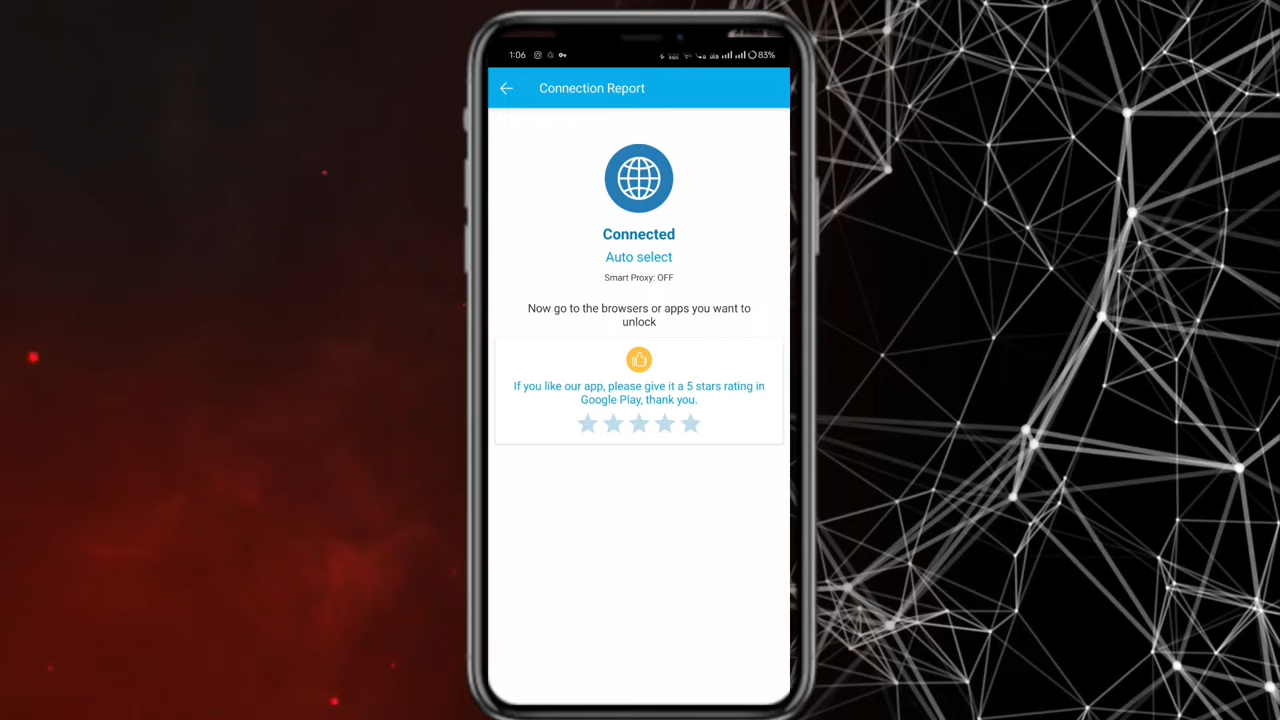 1:06
83%
Connection Report
Connected
Auto select
Smart Proxy: OFF
Now go to the browsers or apps you want to
unlock
If you like our app, please give it a 5 stars rating in
Google Play, thank you.